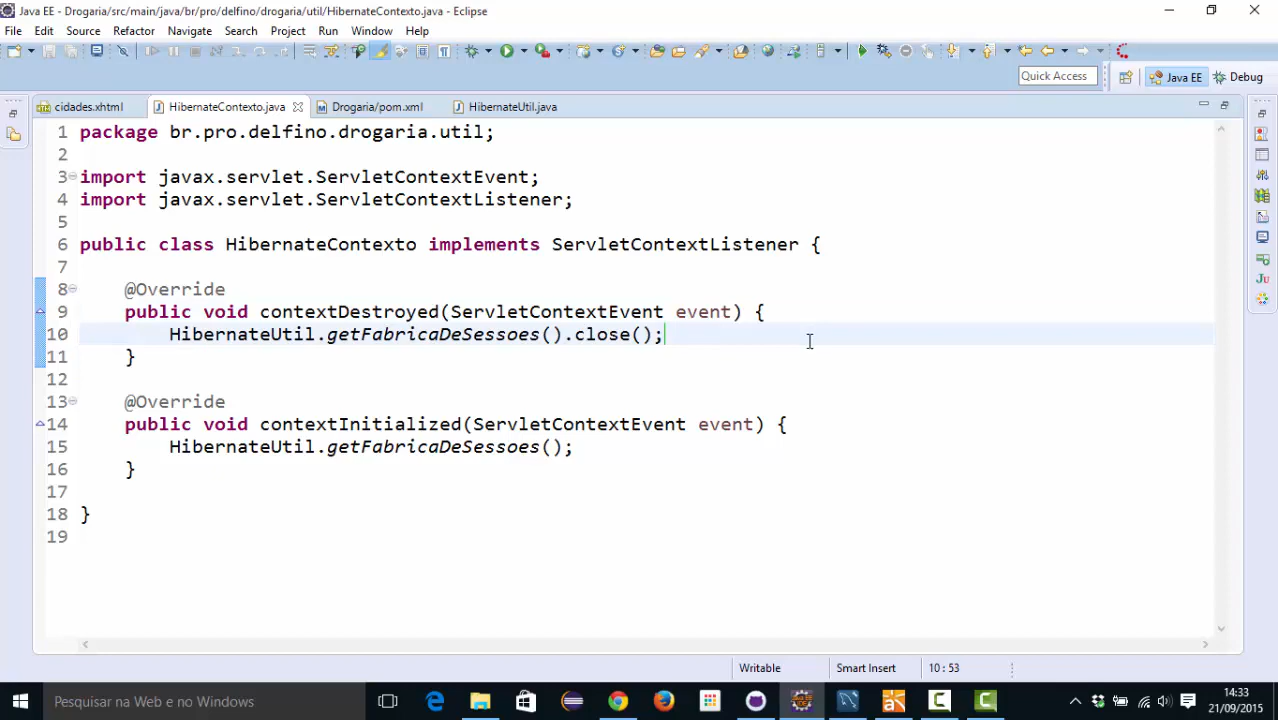 Java EE - Drogaria/src/main/java/br/pro/delfino/drogaria/util/HibernateContexto.java - Eclipse
File Edit Source Refactor Navigate Search Project Run Window Help
Quick Access Java EE Debug
cidades.xhtml HibernateContexto.java Drogaria/pom.xml HibernateUtil.java
1 package br.pro.delfino.drogaria.util;
2
3 import javax.servlet.ServletContextEvent;
4 import javax.servlet.ServletContextListener;
5
6 public class HibernateContexto implements ServletContextListener {
7
8 @Override
9 public void contextDestroyed(ServletContextEvent event) {
10 HibernateUtil.getFabricaDeSessoes().close();
11 }
12
13 @Override
14 public void contextInitialized(ServletContextEvent event) {
15 HibernateUtil.getFabricaDeSessoes();
16 }
17
18 }
19
Writable Smart Insert 10 : 53
Pesquisar na Web e no Windows
14:33
21/09/2015